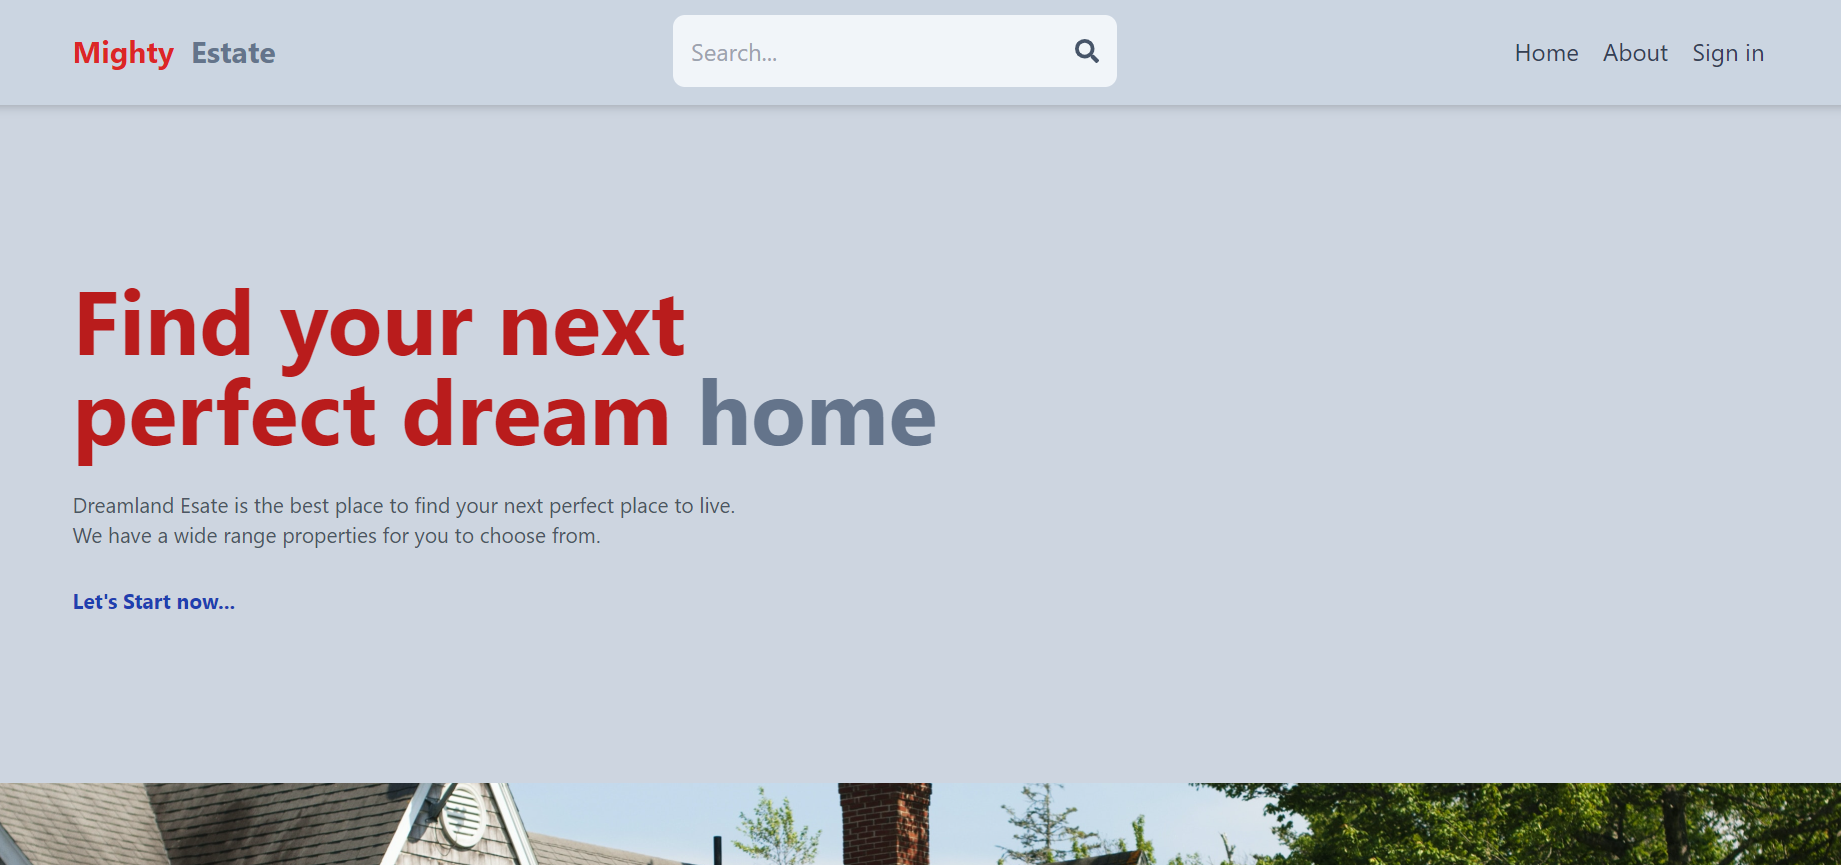 Mighty Estate
Search...
Home About Sign in
Find your next
perfect dream home
Dreamland Esate is the best place to find your next perfect place to live.
We have a wide range properties for you to choose from.
Let's Start now...